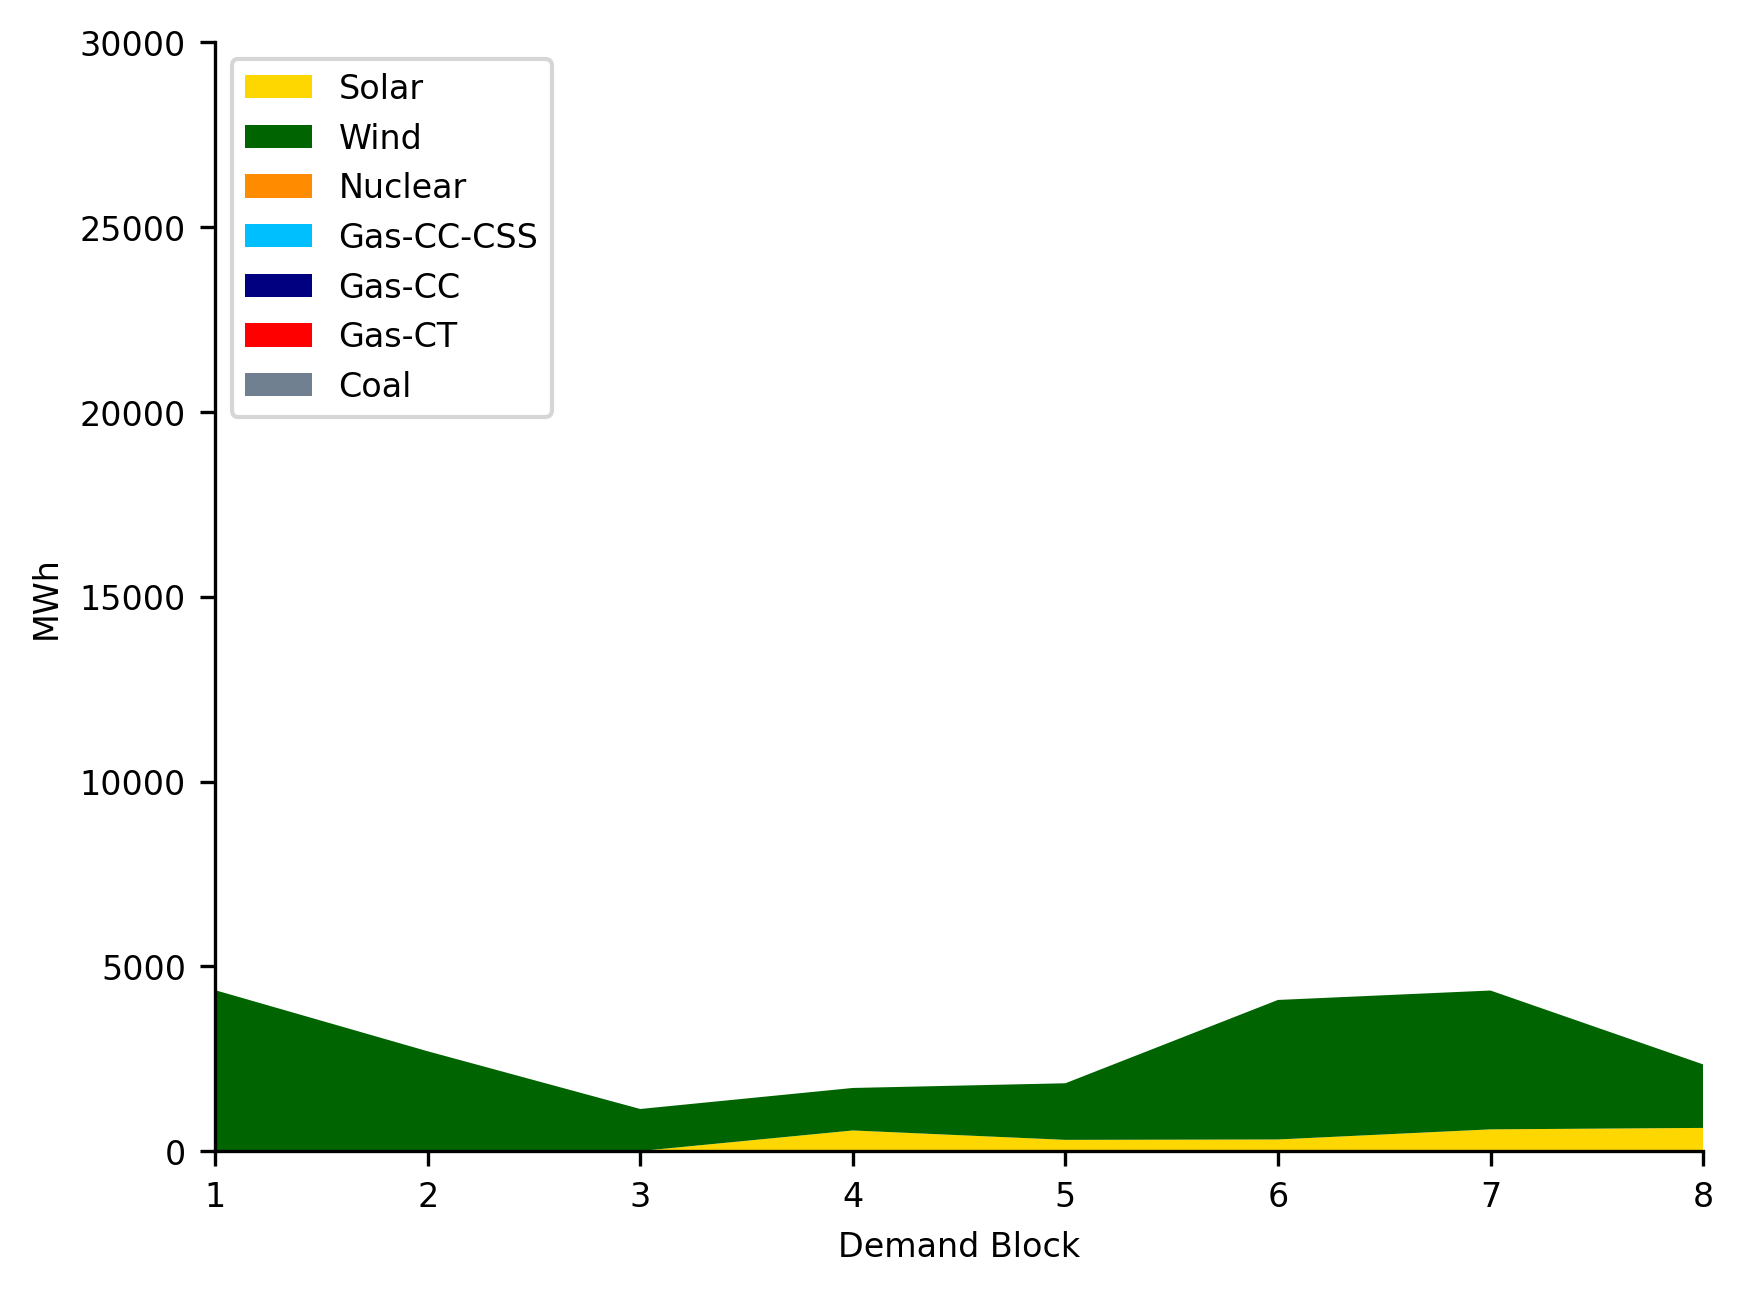 30000
25000
20000
15000
10000
5000
0
MWh
Solar
Wind
Nuclear
Gas-CC-CSS
Gas-CC
Gas-CT
Coal
1 2 3 4 5 6 7 8
Demand Block